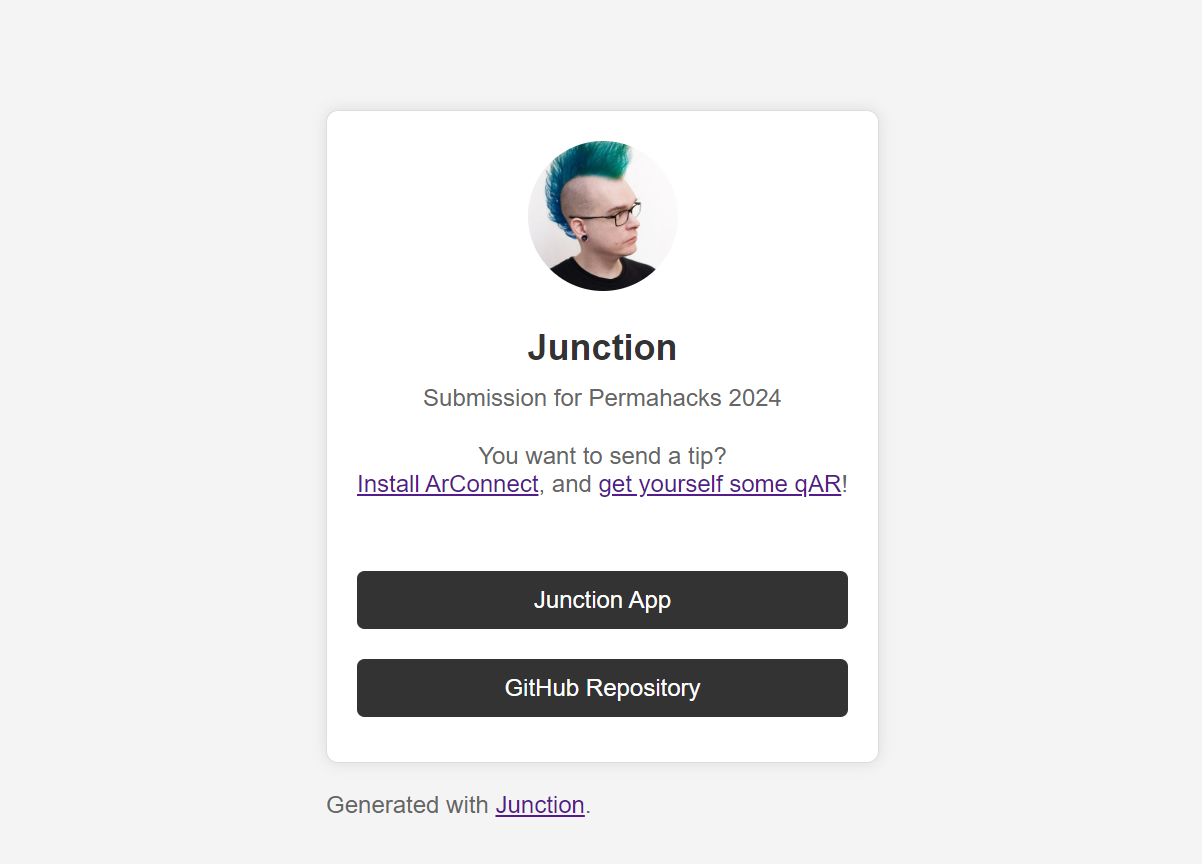 Junction
Submission for Permahacks 2024
You want to send a tip?
Install ArConnect, and get yourself some qAR!
Junction App
GitHub Repository
Generated with Junction.